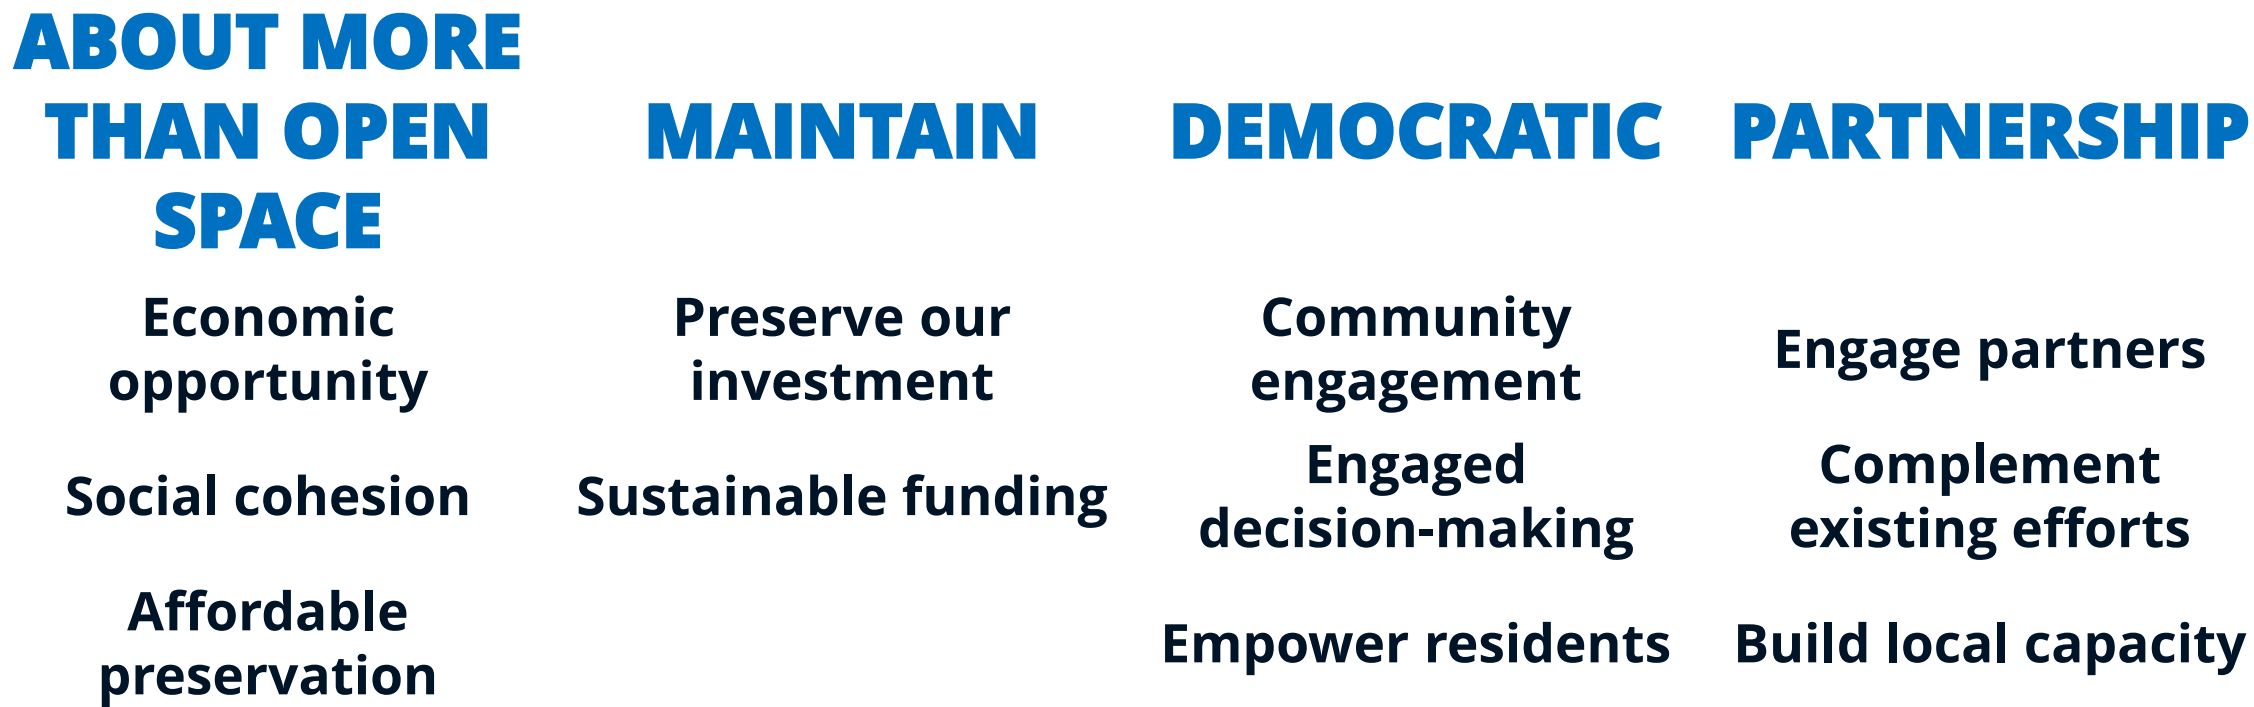 ABOUT MORE
THAN OPEN
SPACE
MAINTAIN
DEMOCRATIC
PARTNERSHIP
Economic
opportunity
Preserve our
investment
Community
engagement
Engage partners
Social cohesion
Sustainable funding
Engaged
decision-making
Complement
existing efforts
Affordable
preservation
Empower residents
Build local capacity